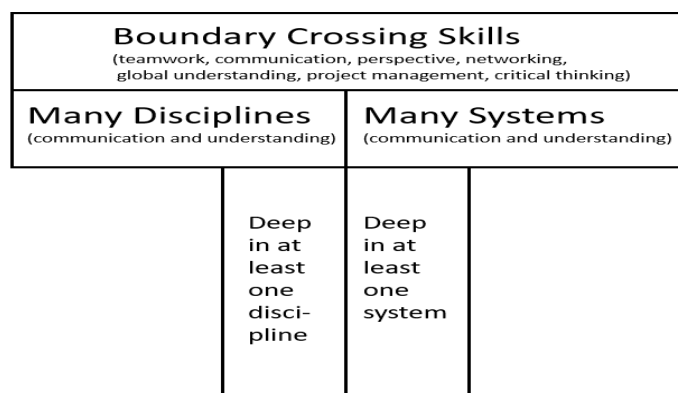 Boundary Crossing Skills
(teamwork, communication, perspective, networking,
global understanding, project management, critical thinking)
Many Disciplines
(communication and understanding)
Many Systems
(communication and understanding)
Deep
in at
least
one
disci-
pline
Deep
in at
least
one
system